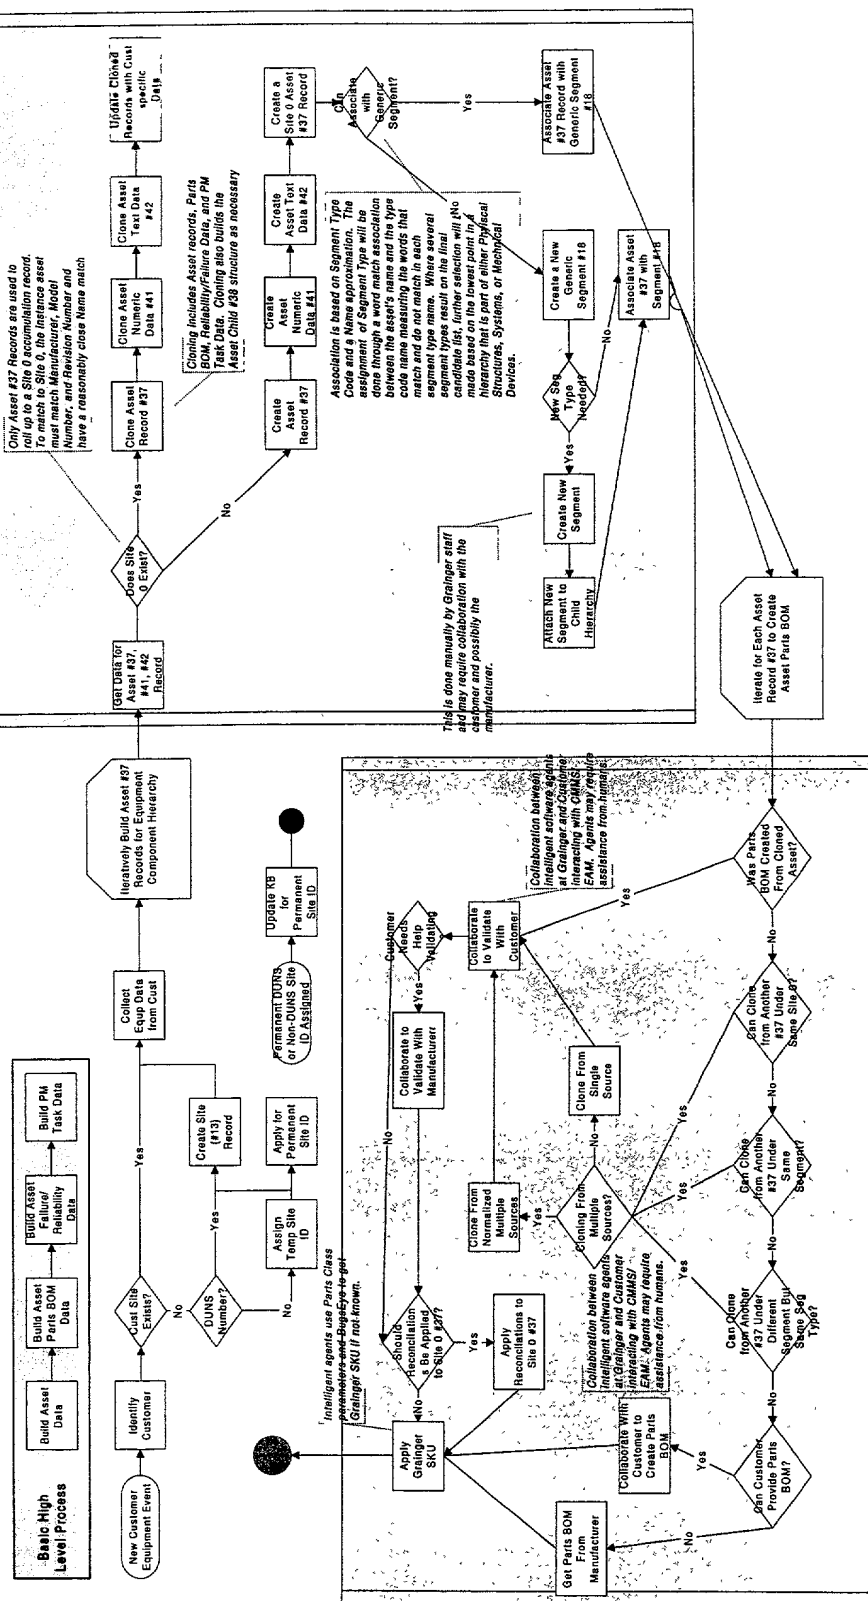 Basic High
Level Process
Build Asset
Data
Build Asset
Parts BOM
Data
Build Asset
Failure/
Reliability
Data
Build PM
Task Data
New Customer
Equipment Event
Identify
Customer
Cust Site
Exists?
Yes
No
DUNS
Number?
Yes
No
Create Site
(#13)
Record
Assign
Temp Site
ID
Apply for
Permanent
Site ID
Collect
Equp Data
from Cust
Permanent DUNS
or Non-DUNS Site
ID Assigned
Update KB
for
Permanent
Site ID
Iteratively Build Asset #37
Records for Equipment
Component Hierarchy
Get Data for
Asset #37,
#41, #42
Record
Does Site
0 Exist?
Yes
No
Only Asset #37 Records are used to
roll up to a Site 0 accumulation record.
To match to Site 0, the instance asset
must match Manufacturer, Model
Number, and Revision Number and
have a reasonably close Name match
Clone Asset
Record #37
Clone Asset
Numeric
Data #41
Clone Asset
Text Data
#42
Update Cloned
Records with Cust
specific
Data
Cloning includes Asset records, Parts
BOM, Reliability/Failure Data, and PM
Task Data. Cloning also builds the
Asset Child #38 structure as necessary
Create
Asset
Record #37
Create
Asset
Numeric
Data #41
Create
Asset Text
Data #42
Create a
Site 0 Asset
#37 Record
Can
Associate
with
Generic
Segment?
Yes
No
Association is based on Segment Type
Code and a Name approximation. The
assignment of Segment Type will be
done through a word match association
between the asset's name and the type
code name measuring the words that
match and do not match in each
segment type name. Where several
segment types result on the final
candidate list, further selection will be
made based on the lowest point in a
hierarchy that is part of either Physical
Structures, Systems, or Mechnical
Devices.
Associate Asset
#37 Record with
Generic Segment
#18
Create a New
Generic
Segment #18
New Seg
Type
Needed?
Yes
No
Create New
Segment
Attach New
Segment to
Child
Hierarchy
Associate Asset
#37 with
Segment #18
This is done manually by Grainger staff
and may require collaboration with the
customer and possibily the
manufacturer.
Iterate for Each Asset
Record #37 to Create
Asset Parts BOM
Was Parts
BOM Created
From Cloned
Asset?
Yes
No
Can Clone
from Another
#37 Under
Same Site 0?
Yes
No
Can Clone
from Another
#37 Under
Same
Segment?
Yes
No
Can Clone
from Another
#37 Under
Different
Segment But
Same Seg
Type?
Yes
No
Can Customer
Provide Parts
BOM?
Yes
No
Collaborate With
Customer to
Create Parts
BOM
Get Parts BOM
From
Manufacturer
Cloning From
Multiple
Sources?
Yes
No
Clone From
Normalized
Multiple
Sources
Clone From
Single
Source
Collaborate
to Validate
With
Customer
Collaboration between
intelligent software agents
at Grainger and Customer
interacting with CMMS/
EAM. Agents may require
assistance from humans.
Customer
Needs
Help
Validating
Yes
No
Collaborate to
Validate With
Manufacturer
Should
Reconciliation
s Be Applied
to Site 0 #37?
Yes
No
Apply
Reconciliations to
Site 0 #37
Collaboration between
intelligent software agents
at Grainger and Customer
interacting with CMMS/
EAM. Agents may require
assistance from humans.
Apply
Grainger
SKU
Intelligent agents use Parts Class
parameters and BugsEye to get
Grainger SKU if not known.